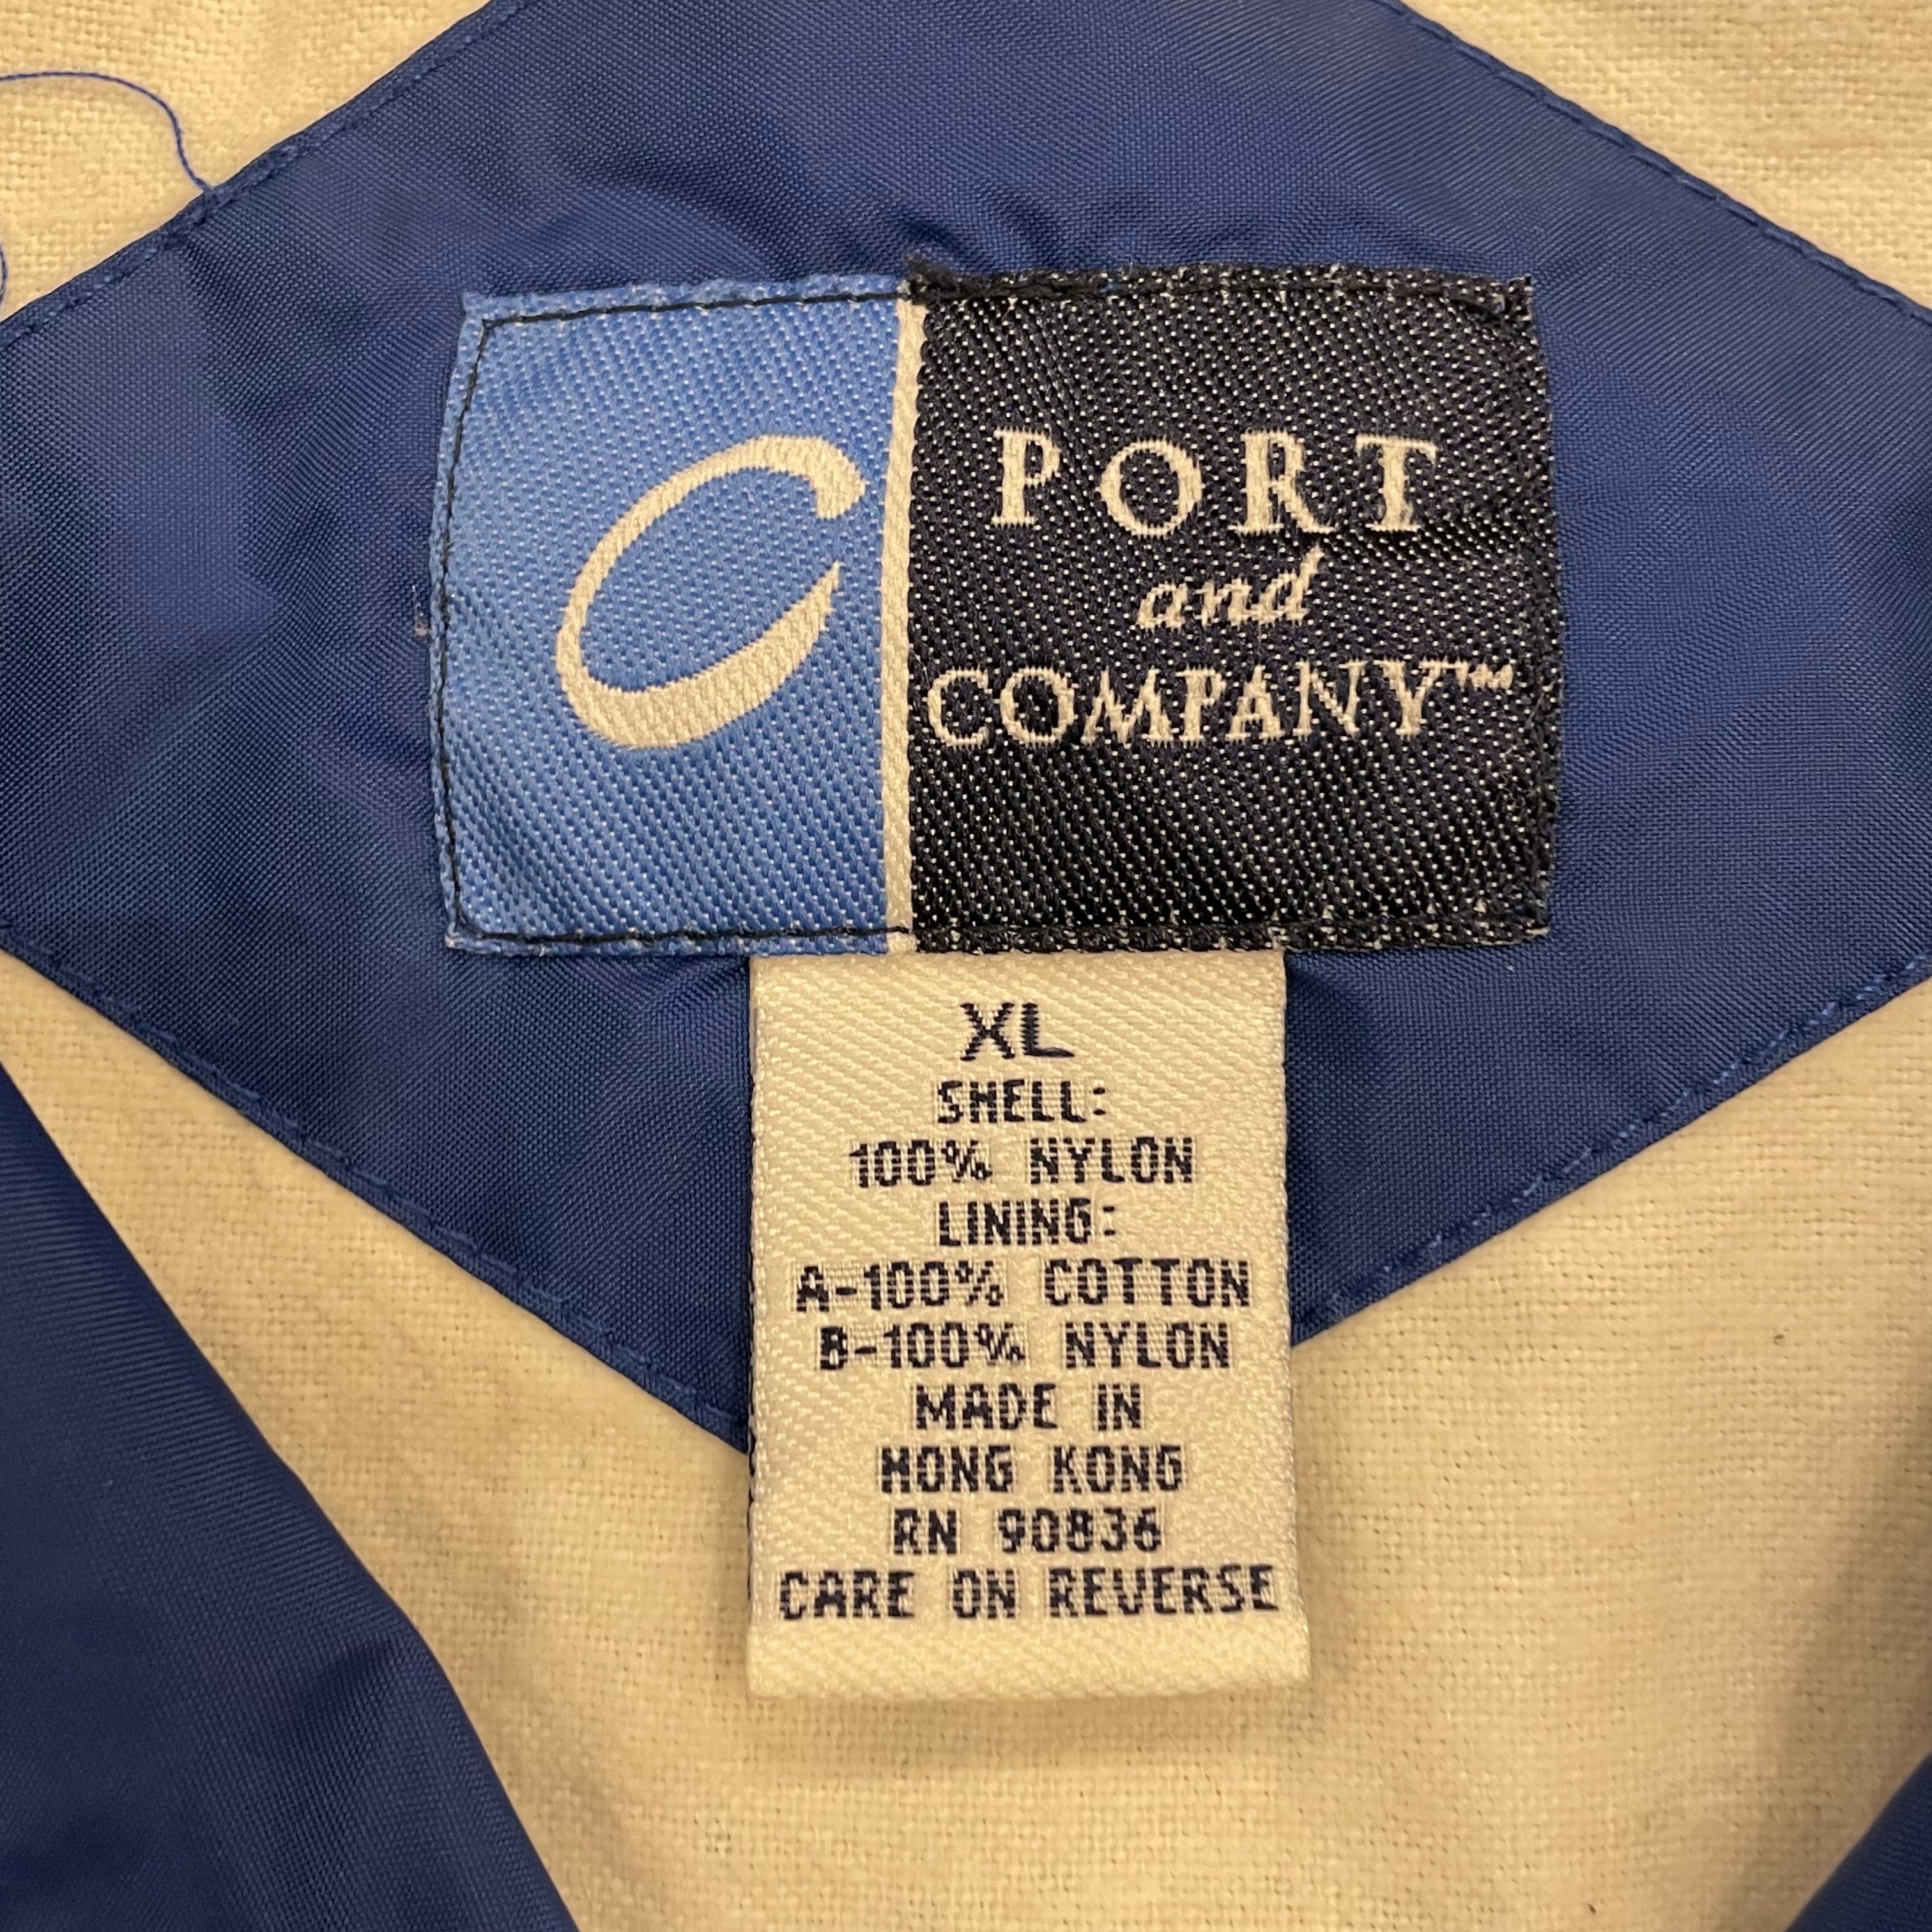 C
PORT
and
COMPANY™
XL
SHELL:
100% NYLON
LINING:
A-100% COTTON
B-100% NYLON
MADE IN
HONG KONG
RN 90836
CARE ON REVERSE